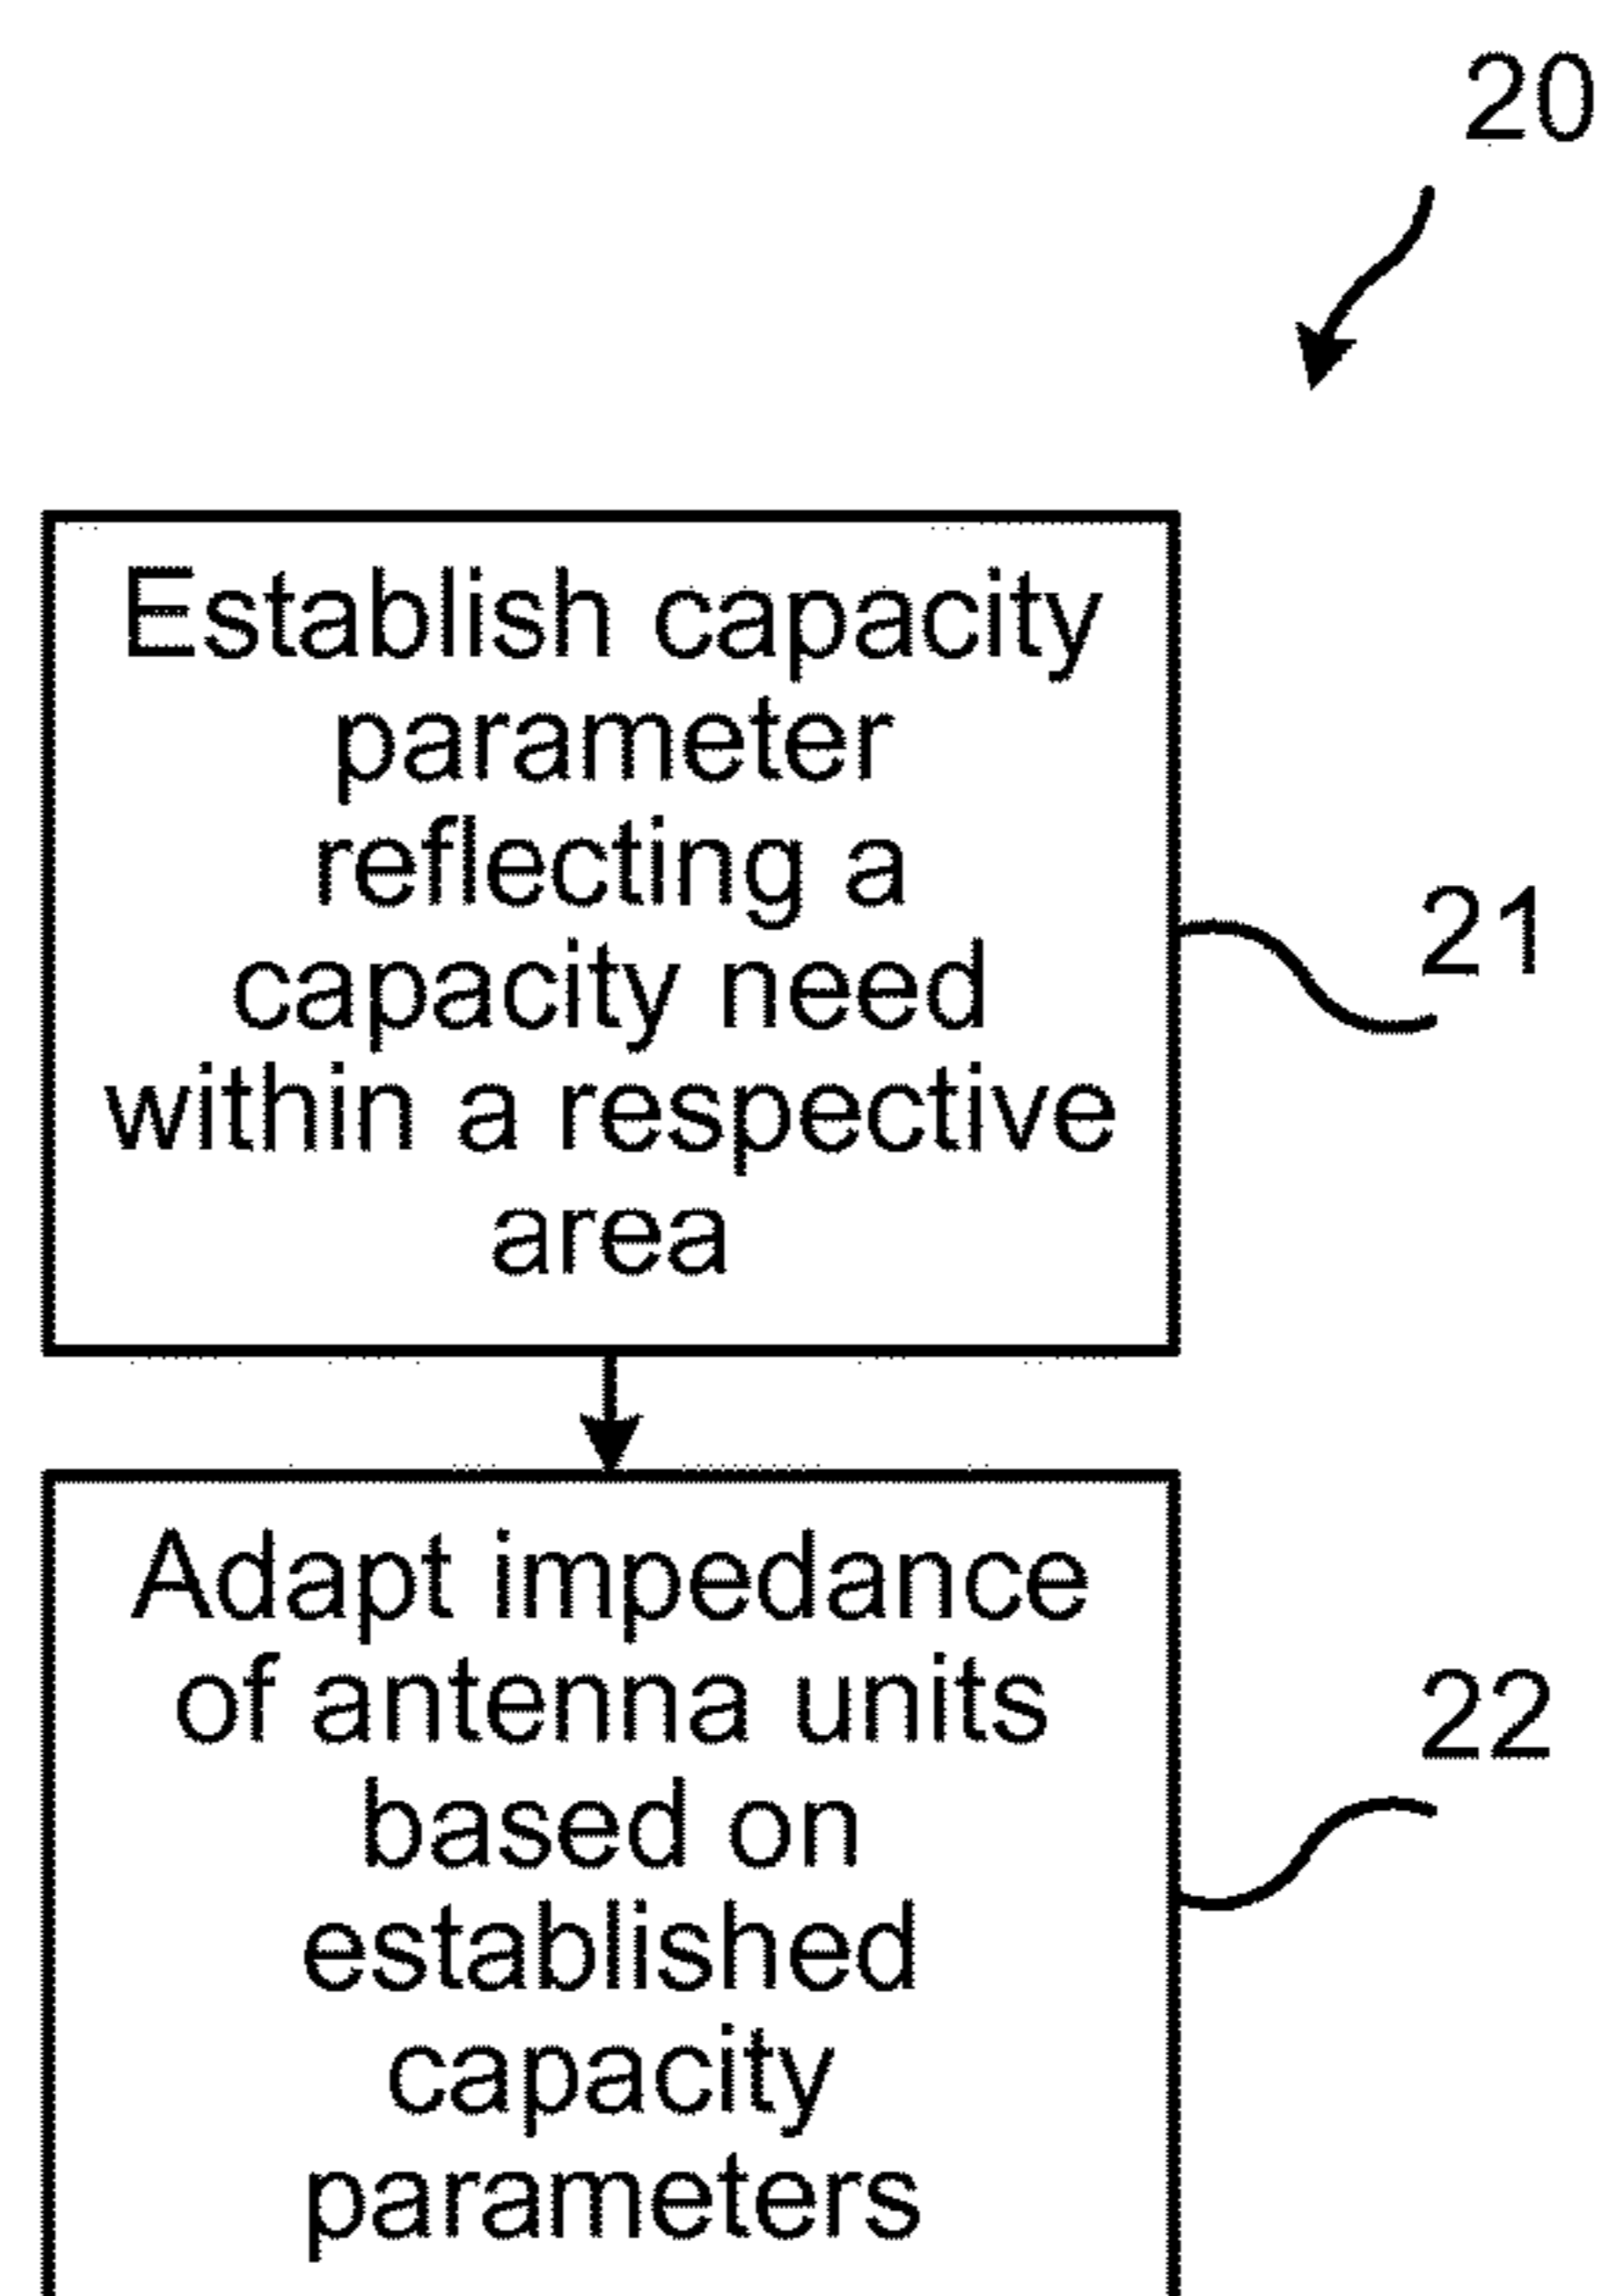 20
Establish capacity
parameter
reflecting a
capacity need
within a respective
area
21
Adapt impedance
of antenna units
based on
established
capacity
parameters
22